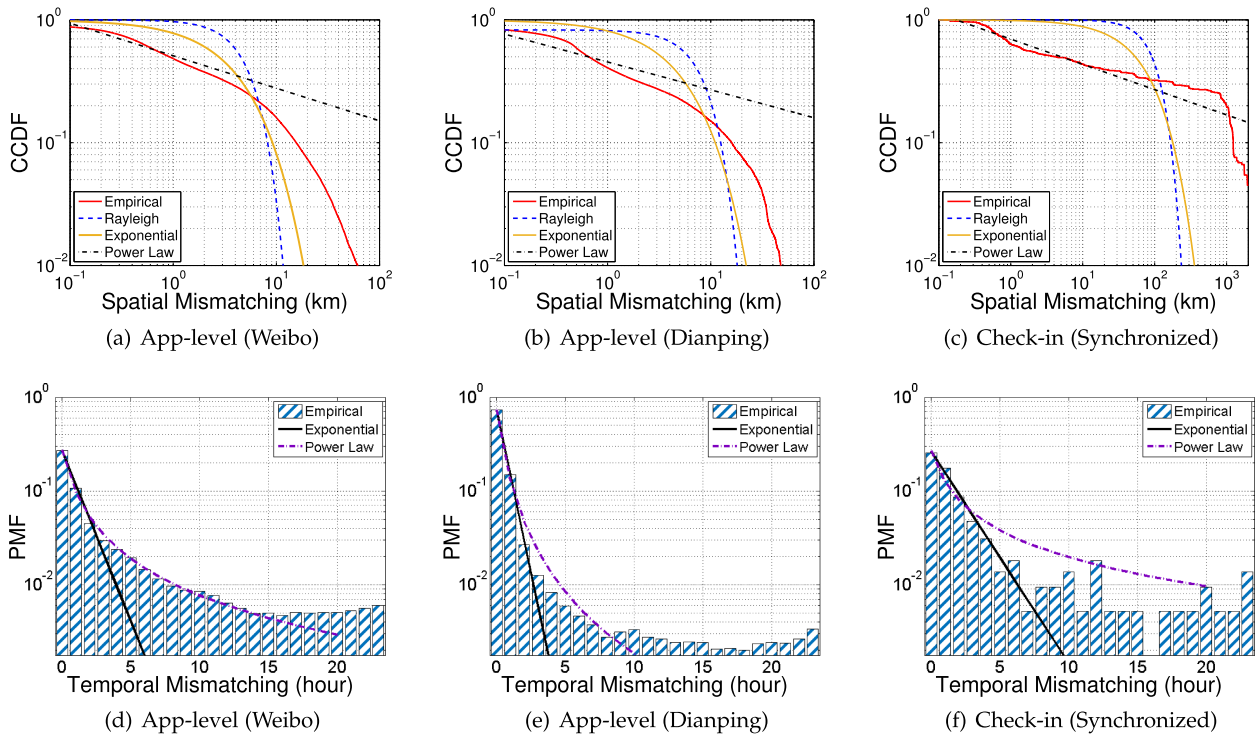 CCDF
10^0
10^-1
10^-2
Empirical
Rayleigh
Exponential
Power Law
10^-1 10^0 10^1 10^2
Spatial Mismatching (km)
(a) App-level (Weibo)
CCDF
10^0
10^-1
10^-2
Empirical
Rayleigh
Exponential
Power Law
10^-1 10^0 10^1 10^2
Spatial Mismatching (km)
(b) App-level (Dianping)
CCDF
10^0
10^-1
10^-2
Empirical
Rayleigh
Exponential
Power Law
10^-1 10^0 10^1 10^2 10^3
Spatial Mismatching (km)
(c) Check-in (Synchronized)
PMF
10^0
10^-1
10^-2
Empirical
Exponential
Power Law
0 5 10 15 20
Temporal Mismatching (hour)
(d) App-level (Weibo)
PMF
10^0
10^-1
10^-2
Empirical
Exponential
Power Law
0 5 10 15 20
Temporal Mismatching (hour)
(e) App-level (Dianping)
PMF
10^0
10^-1
10^-2
Empirical
Exponential
Power Law
0 5 10 15 20
Temporal Mismatching (hour)
(f) Check-in (Synchronized)